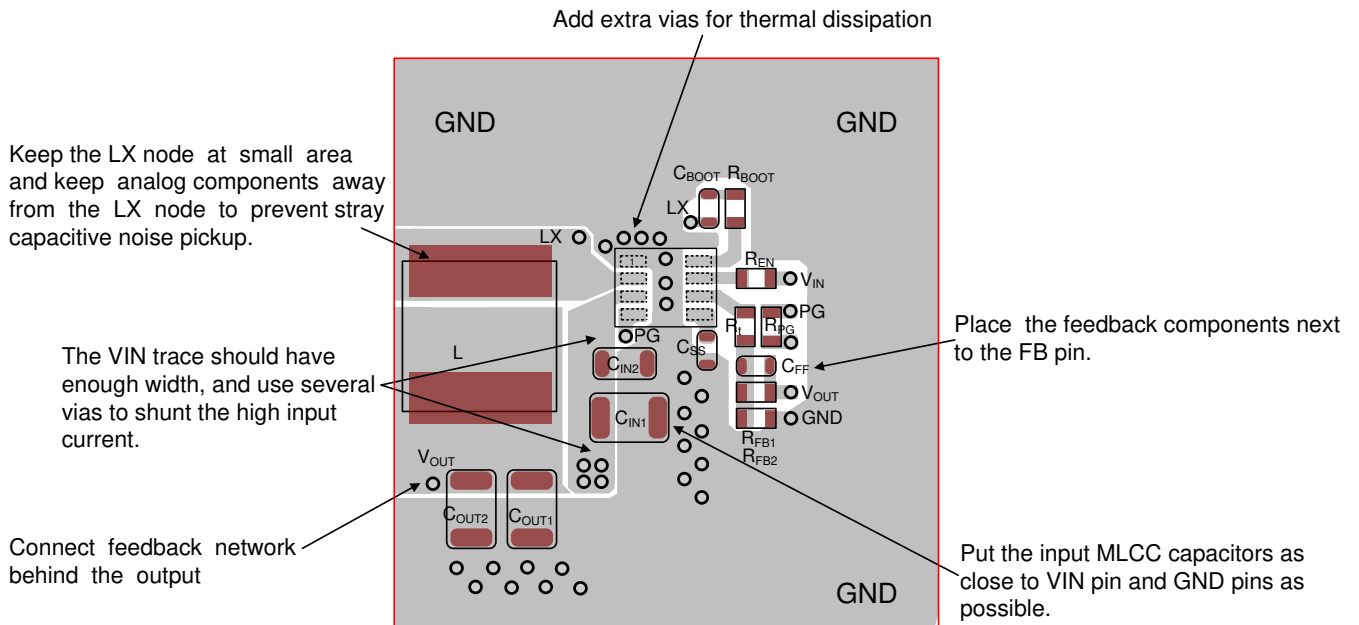 Add extra vias for thermal dissipation
GND
GND
Keep the LX node at small area
and keep analog components away
from the LX node to prevent stray
capacitive noise pickup.
CBOOT
RBOOT
LX
LX
1
REN
VIN
PG
Rt
RPG
PG
CSS
CIN2
CFF
Place the feedback components next
to the FB pin.
L
The VIN trace should have
enough width, and use several
vias to shunt the high input
current.
VOUT
CIN1
GND
RFB1
RFB2
VOUT
COUT2
COUT1
Connect feedback network
behind the output
Put the input MLCC capacitors as
close to VIN pin and GND pins as
possible.
GND